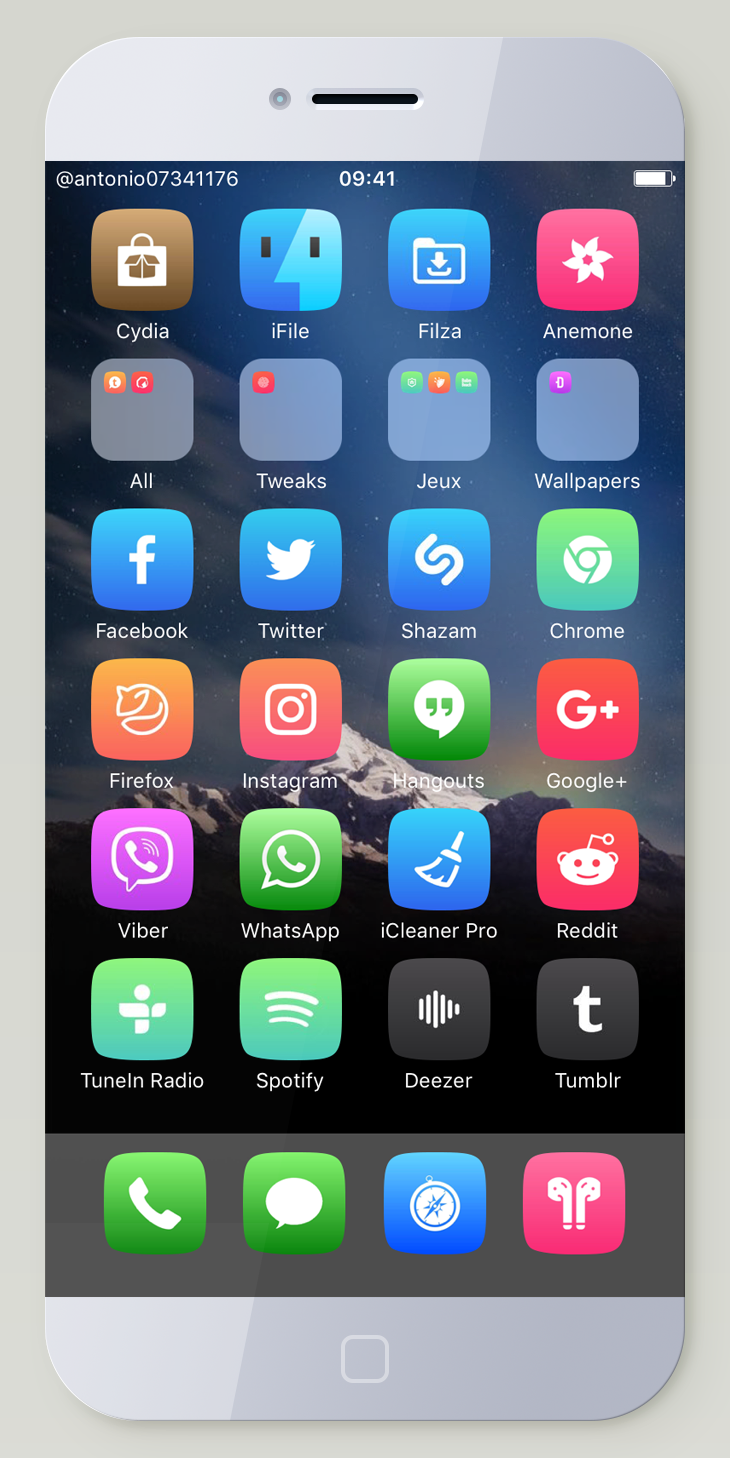 @antonio07341176 09:41
Cydia iFile Filza Anemone
All Tweaks Jeux Wallpapers
Facebook Twitter Shazam Chrome
G+
Firefox Instagram Hangouts Google+
Viber WhatsApp iCleaner Pro Reddit
t
TuneIn Radio Spotify Deezer Tumblr